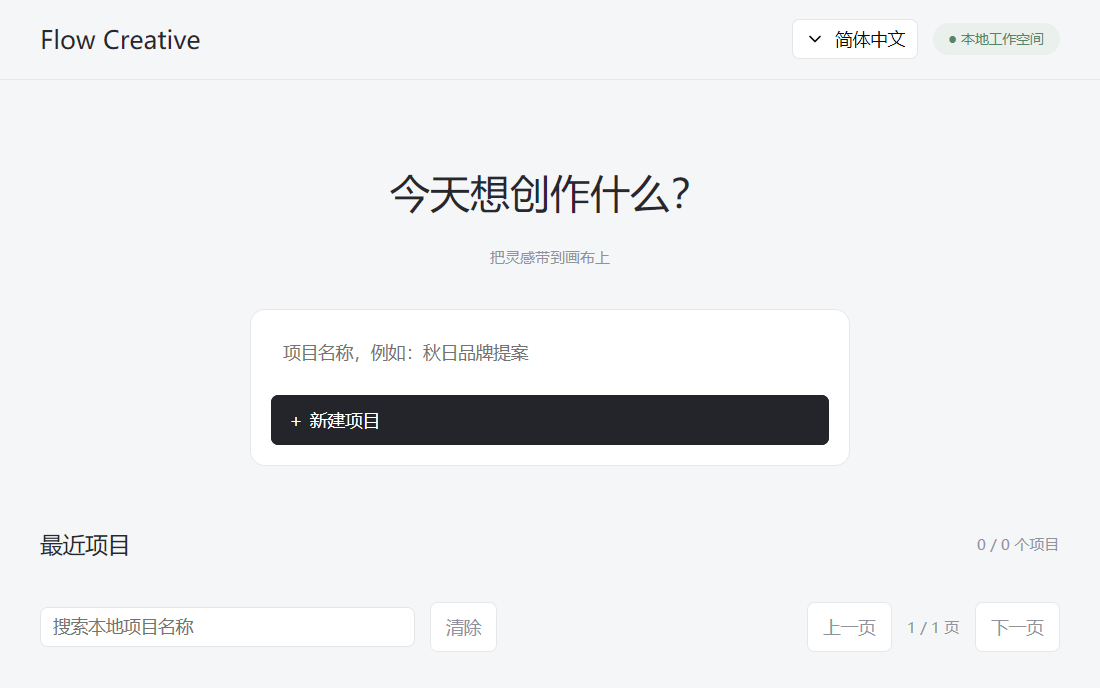 Flow Creative
简体中文
本地工作空间
今天想创作什么？
把灵感带到画布上
项目名称，例如：秋日品牌提案
+ 新建项目
最近项目
0 / 0 个项目
搜索本地项目名称
清除
上一页
1 / 1 页
下一页